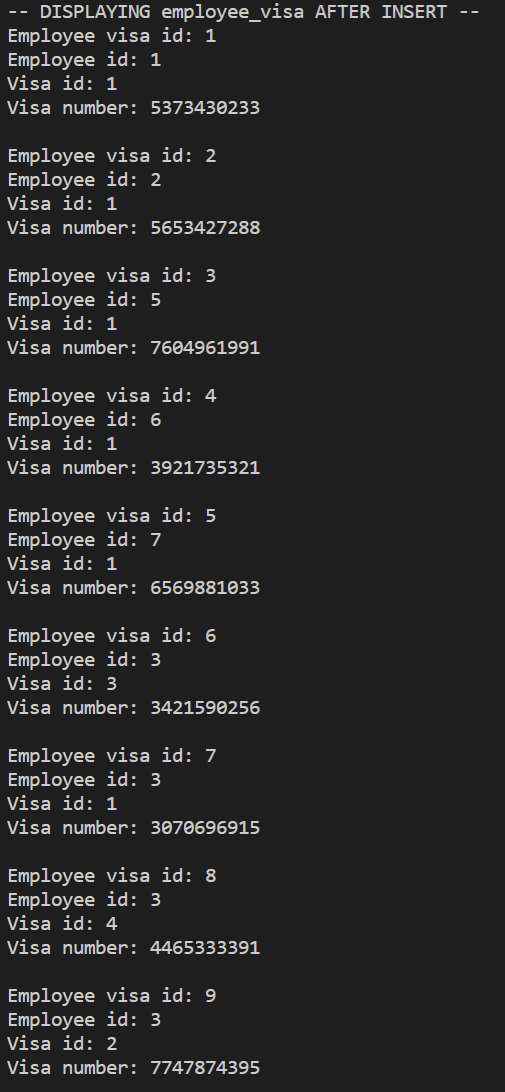 -- DISPLAYING employee_visa AFTER INSERT --
Employee visa id: 1
Employee id: 1
Visa id: 1
Visa number: 5373430233

Employee visa id: 2
Employee id: 2
Visa id: 1
Visa number: 5653427288

Employee visa id: 3
Employee id: 5
Visa id: 1
Visa number: 7604961991

Employee visa id: 4
Employee id: 6
Visa id: 1
Visa number: 3921735321

Employee visa id: 5
Employee id: 7
Visa id: 1
Visa number: 6569881033

Employee visa id: 6
Employee id: 3
Visa id: 3
Visa number: 3421590256

Employee visa id: 7
Employee id: 3
Visa id: 1
Visa number: 3070696915

Employee visa id: 8
Employee id: 3
Visa id: 4
Visa number: 4465333391

Employee visa id: 9
Employee id: 3
Visa id: 2
Visa number: 7747874395